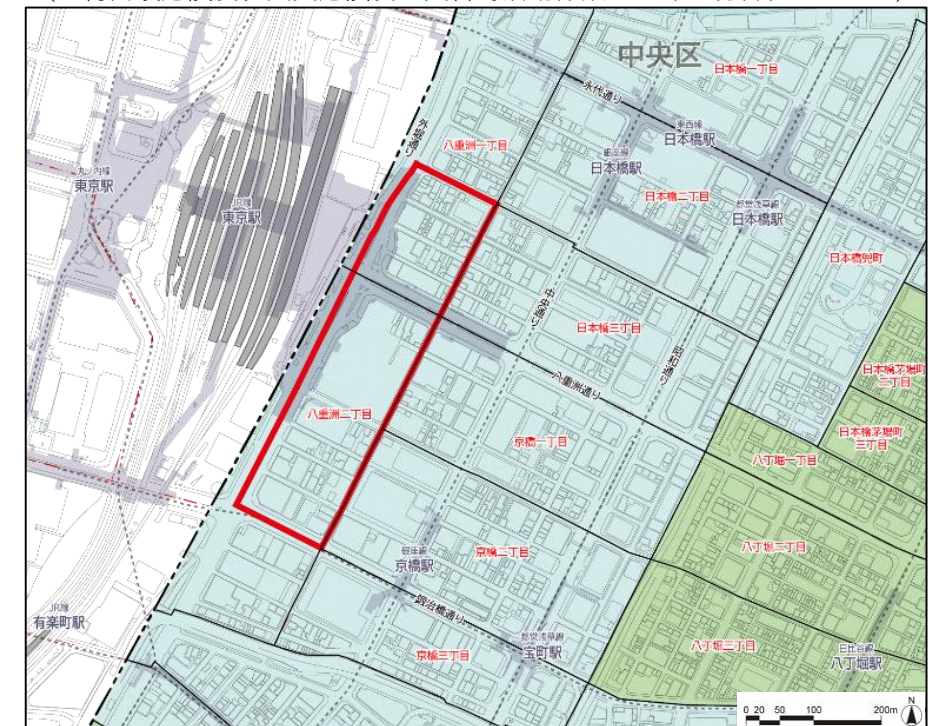 中央区
日本橋一丁目
永代通り
外堀通り
八重洲一丁目
東西線
日本橋駅
銀座線
日本橋駅
丸ノ内線
東京駅
JR線
東京駅
日本橋二丁目
都営浅草線
日本橋駅
日本橋兜町
中央通り
日本橋三丁目
昭和通り
日本橋茅場町
二丁目
八重洲通り
八重洲二丁目
京橋一丁目
日本橋茅場町
三丁目
八丁堀一丁目
銀座線
京橋駅
京橋二丁目
八丁堀二丁目
鍛冶橋通り
JR線
有楽町駅
都営浅草線
宝町駅
京橋三丁目
八丁堀三丁目
日比谷線
八丁堀駅
0 20 50 100 200m
N